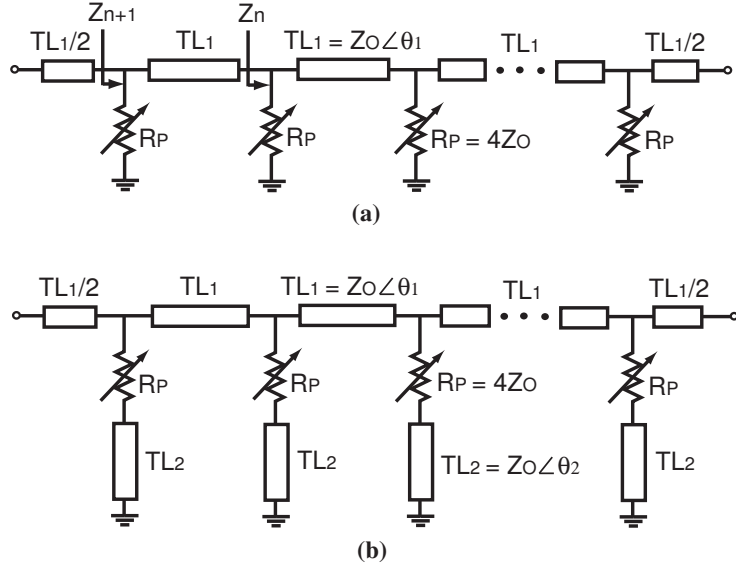 Zn+1 Zn
TL1/2 TL1 TL1 = ZO∠θ1 TL1 TL1/2
RP RP RP = 4ZO RP
(a)
TL1/2 TL1 TL1 = ZO∠θ1 TL1 TL1/2
RP RP RP = 4ZO RP
TL2 TL2 TL2 = ZO∠θ2 TL2
(b)